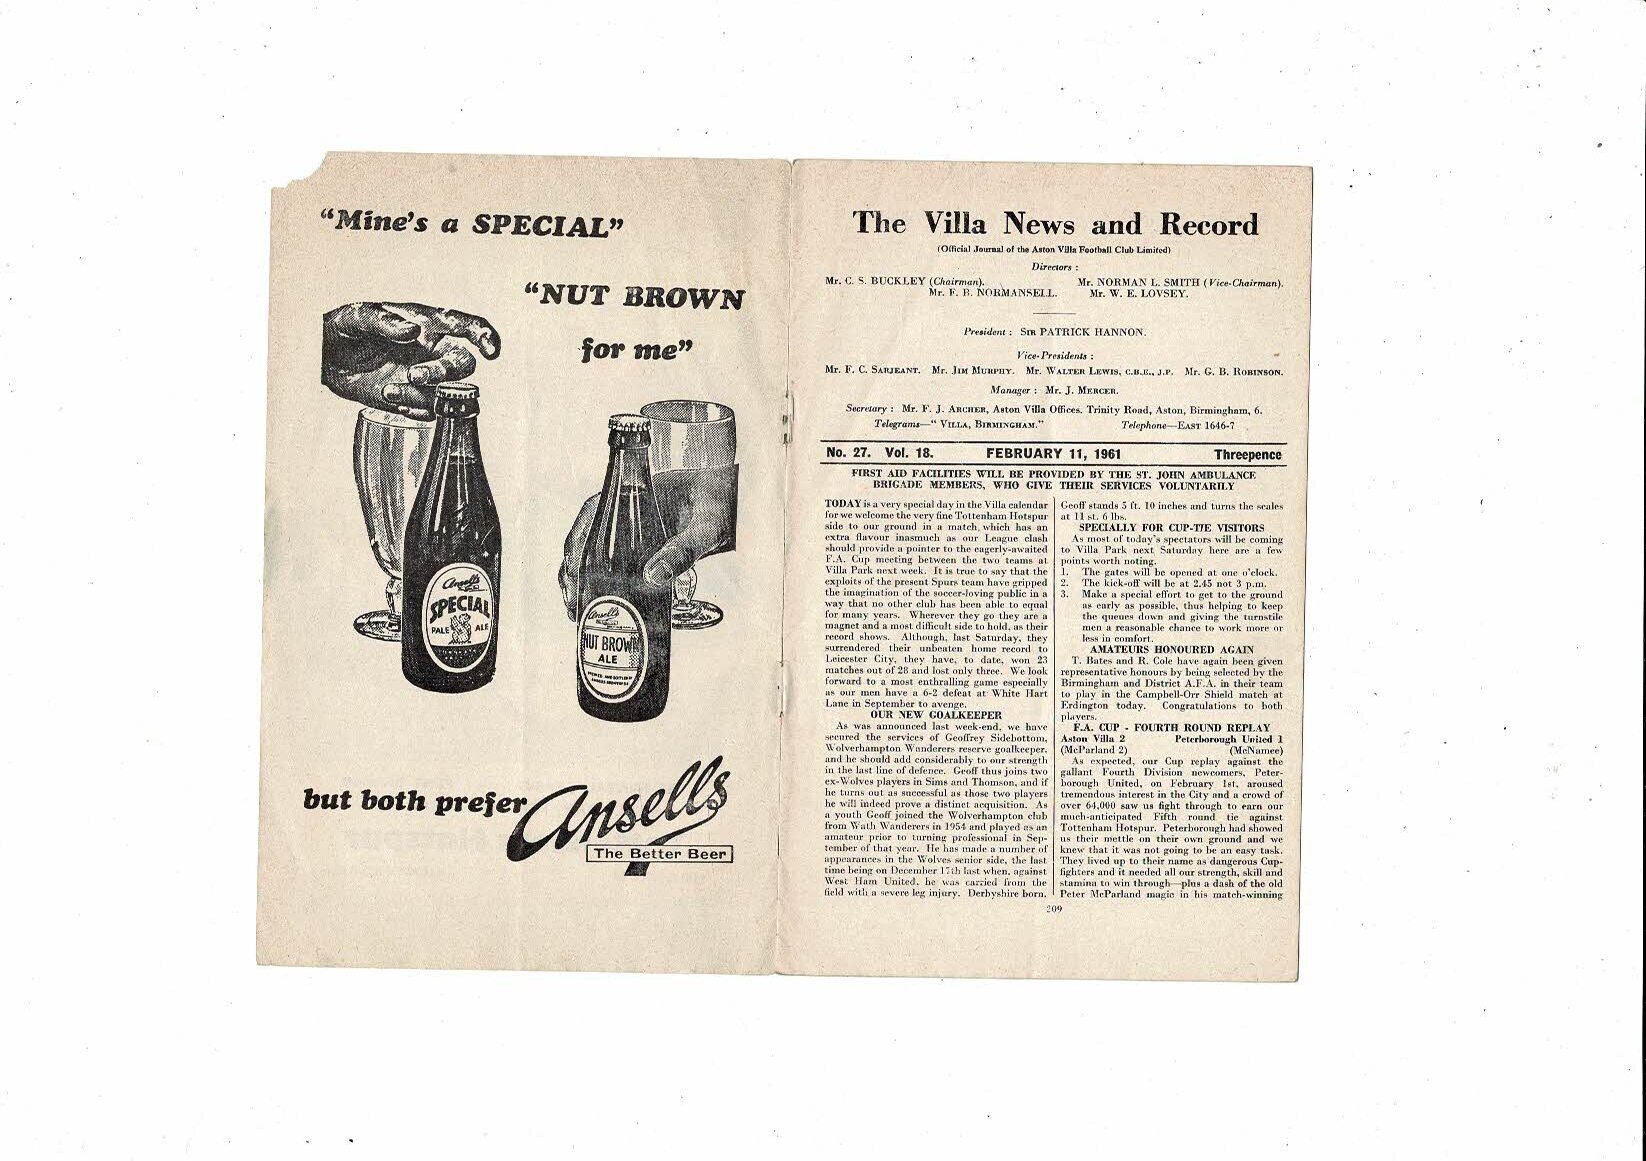 “Mine’s a SPECIAL”
“NUT BROWN
for me”
Ansells
SPECIAL
PALE ALE
Ansells
NUT BROWN
ALE
but both prefer Ansells
The Better Beer
The Villa News and Record
(Official Journal of the Aston Villa Football Club Limited)
Directors :
Mr. C. S. BUCKLEY (Chairman). Mr. NORMAN L. SMITH (Vice-Chairman).
Mr. F. B. NORMANSELL. Mr. W. E. LOVSEY.
President : SIR PATRICK HANNON.
Vice-Presidents :
Mr. F. C. SARJEANT. Mr. JIM MURPHY. Mr. WALTER LEWIS, C.B.E., J.P. Mr. G. B. ROBINSON.
Manager : Mr. J. MERCER.
Secretary : Mr. F. J. ARCHER, Aston Villa Offices, Trinity Road, Aston, Birmingham, 6.
Telegrams—“ VILLA, BIRMINGHAM.” Telephone—EAST 1646-7
No. 27. Vol. 18. FEBRUARY 11, 1961 Threepence
FIRST AID FACILITIES WILL BE PROVIDED BY THE ST. JOHN AMBULANCE
BRIGADE MEMBERS, WHO GIVE THEIR SERVICES VOLUNTARILY
TODAY is a very special day in the Villa calendar
for we welcome the very fine Tottenham Hotspur
side to our ground in a match, which has an
extra flavour inasmuch as our League clash
should provide a pointer to the eagerly-awaited
F.A. Cup meeting between the two teams at
Villa Park next week. It is true to say that the
exploits of the present Spurs team have gripped
the imagination of the soccer-loving public in a
way that no other club has been able to equal
for many years. Wherever they go they are a
magnet and a most difficult side to hold, as their
record shows. Although, last Saturday, they
surrendered their unbeaten home record to
Leicester City, they have, to date, won 23
matches out of 28 and lost only three. We look
forward to a most enthralling game especially
as our men have a 6-2 defeat at White Hart
Lane in September to avenge.
OUR NEW GOALKEEPER
As was announced last week-end, we have
secured the services of Geoffrey Sidebottom,
Wolverhampton Wanderers reserve goalkeeper,
and he should add considerably to our strength
in the last line of defence. Geoff thus joins two
ex-Wolves players in Sims and Thomson, and if
he turns out as successful as those two players
he will indeed prove a distinct acquisition. As
a youth Geoff joined the Wolverhampton club
from Wath Wanderers in 1954 and played as an
amateur prior to turning professional in Sep-
tember of that year. He has made a number of
appearances in the Wolves senior side, the last
time being on December 17th last when, against
West Ham United, he was carried from the
field with a severe leg injury. Derbyshire born,
Geoff stands 5 ft. 10 inches and turns the scales
at 11 st. 6 lbs.
SPECIALLY FOR CUP-TIE VISITORS
As most of today’s spectators will be coming
to Villa Park next Saturday here are a few
points worth noting.
1. The gates will be opened at one o’clock.
2. The kick-off will be at 2.45 not 3 p.m.
3. Make a special effort to get to the ground
as early as possible, thus helping to keep
the queues down and giving the turnstile
men a reasonable chance to work more or
less in comfort.
AMATEURS HONOURED AGAIN
T. Bates and R. Cole have again been given
representative honours by being selected by the
Birmingham and District A.F.A. in their team
to play in the Campbell-Orr Shield match at
Erdington today. Congratulations to both
players.
F.A. CUP - FOURTH ROUND REPLAY
Aston Villa 2 Peterborough United 1
(McParland 2) (McNamee)
As expected, our Cup replay against the
gallant Fourth Division newcomers, Peter-
borough United, on February 1st, aroused
tremendous interest in the City and a crowd of
over 64,000 saw us fight through to earn our
much-anticipated Fifth round tie against
Tottenham Hotspur. Peterborough had showed
us their mettle on their own ground and we
knew that it was not going to be an easy task.
They lived up to their name as dangerous Cup-
fighters and it needed all our strength, skill and
stamina to win through—plus a dash of the old
Peter McParland magic in his match-winning
209